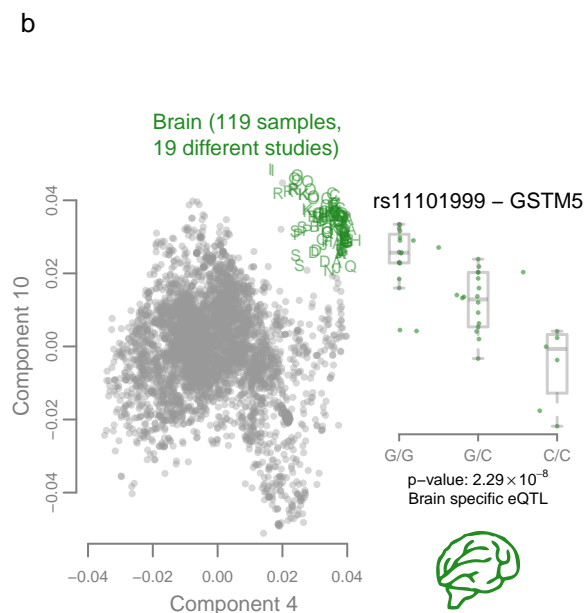 b
Brain (119 samples,
19 different studies)
rs11101999 – GSTM5
Component 10
0.04
0.02
0.00
−0.02
−0.04
−0.04
−0.02
0.00
0.02
0.04
Component 4
G/G
G/C
C/C
p-value: 2.29 × 10⁻⁸
Brain specific eQTL